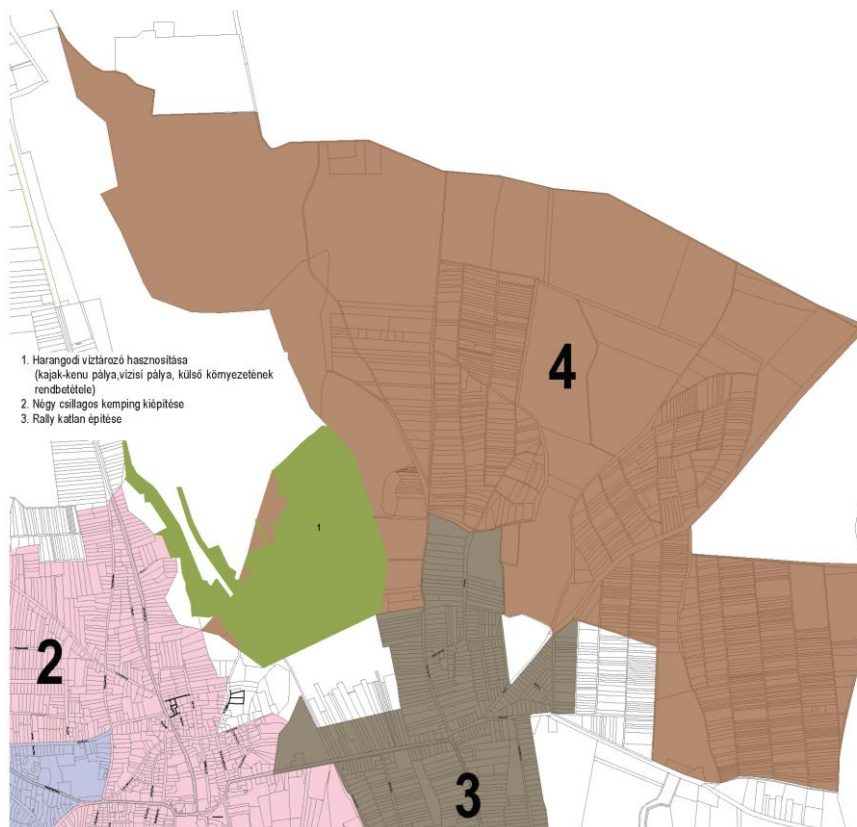 4
1. Harangodi víztározó hasznosítása
(kajak-kenu pálya,vízisi pálya, külső környezetének
rendbetétele)
2. Négy csillagos kemping kiépítése
3. Rally katlan építése
1
2
3